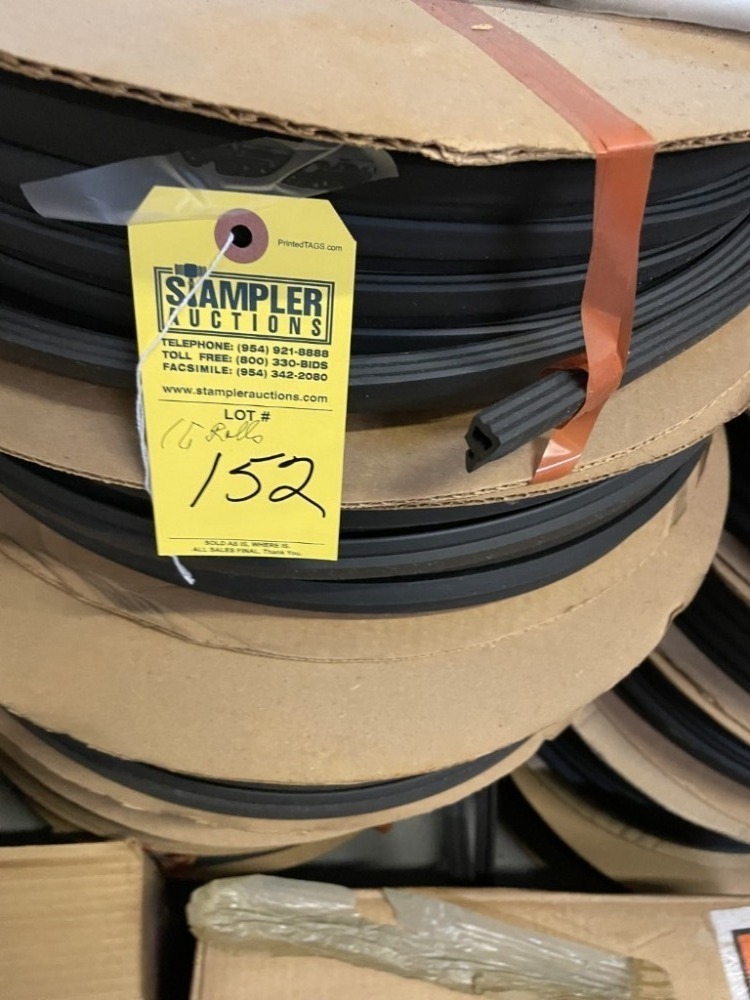 PrintedTAGS.com
STAMPLER
AUCTIONS
TELEPHONE: (954) 921-8888
TOLL FREE: (800) 330-BIDS
FACSIMILE: (954) 342-2080
www.stamplerauctions.com
LOT #
Rolls
152
SOLD AS IS, WHERE IS.
ALL SALES FINAL. Thank You.